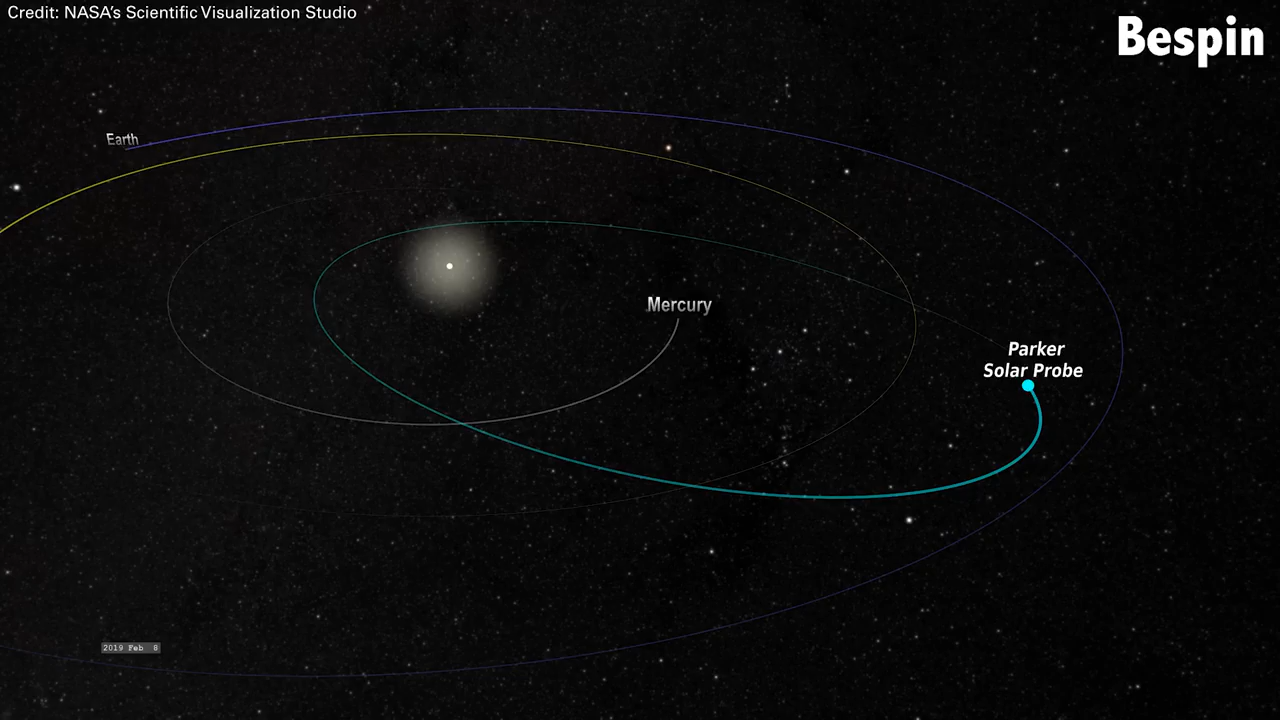 Credit: NASA's Scientific Visualization Studio
Bespin
Earth
Mercury
Parker
Solar Probe
2019 Feb  8